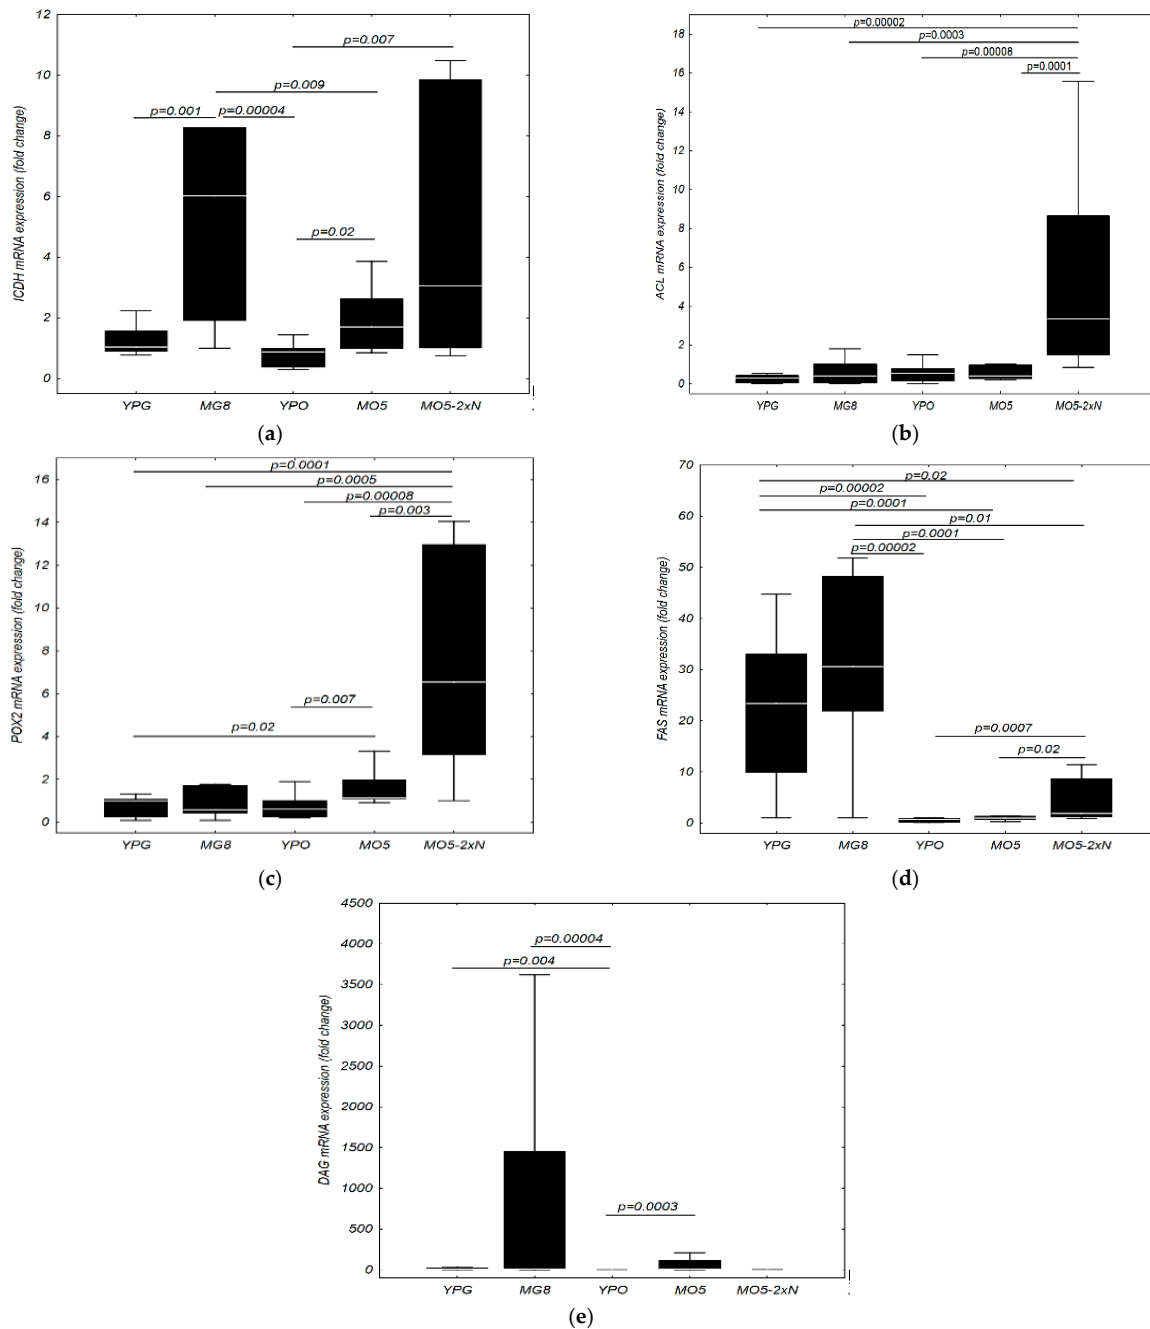 12
10
8
6
4
2
0
ICDH mRNA expression (fold change)
p=0.007
p=0.009
p=0.001
p=0.00004
p=0.02
YPG MG8 YPO MO5 MO5-2xN
(a)
18
16
14
12
10
8
6
4
2
0
ACL mRNA expression (fold change)
p=0.00002
p=0.0003
p=0.00008
p=0.0001
YPG MG8 YPO MO5 MO5-2xN
(b)
16
14
12
10
8
6
4
2
0
POX2 mRNA expression (fold change)
p=0.0001
p=0.0005
p=0.00008
p=0.003
p=0.007
p=0.02
YPG MG8 YPO MO5 MO5-2xN
(c)
70
60
50
40
30
20
10
0
FAS mRNA expression (fold change)
p=0.02
p=0.00002
p=0.0001
p=0.01
p=0.0001
p=0.00002
p=0.0007
p=0.02
YPG MG8 YPO MO5 MO5-2xN
(d)
4500
4000
3500
3000
2500
2000
1500
1000
500
0
DAG mRNA expression (fold change)
p=0.00004
p=0.004
p=0.0003
YPG MG8 YPO MO5 MO5-2xN
(e)